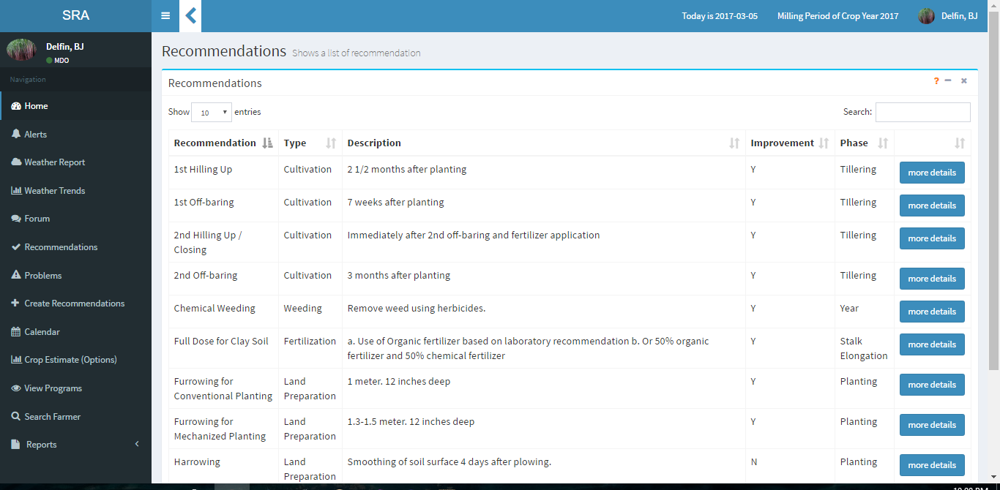 SRA
Today is 2017-03-05
Milling Period of Crop Year 2017
Delfin, BJ
Delfin, BJ
MDO
Navigation
Home
Alerts
Weather Report
Weather Trends
Forum
Recommendations
Problems
Create Recommendations
Calendar
Crop Estimate (Options)
View Programs
Search Farmer
Reports
Recommendations Shows a list of recommendation
Recommendations
?
Show 10 entries
Search:
Recommendation Type Description Improvement Phase
1st Hilling Up Cultivation 2 1/2 months after planting Y Tillering more details
1st Off-baring Cultivation 7 weeks after planting Y TIllering more details
2nd Hilling Up / Cultivation Immediately after 2nd off-baring and fertilizer application Y Tillering more details
Closing
2nd Off-baring Cultivation 3 months after planting Y Tillering more details
Chemical Weeding Weeding Remove weed using herbicides. Y Year more details
Full Dose for Clay Soil Fertilization a. Use of Organic fertilizer based on laboratory recommendation b. Or 50% organic Y Stalk more details
fertilizer and 50% chemical fertilizer Elongation
Furrowing for Land 1 meter. 12 inches deep Y Planting more details
Conventional Planting Preparation
Furrowing for Land 1.3-1.5 meter. 12 inches deep Y Planting more details
Mechanized Planting Preparation
Harrowing Land Smoothing of soil surface 4 days after plowing. N Planting more details
Preparation